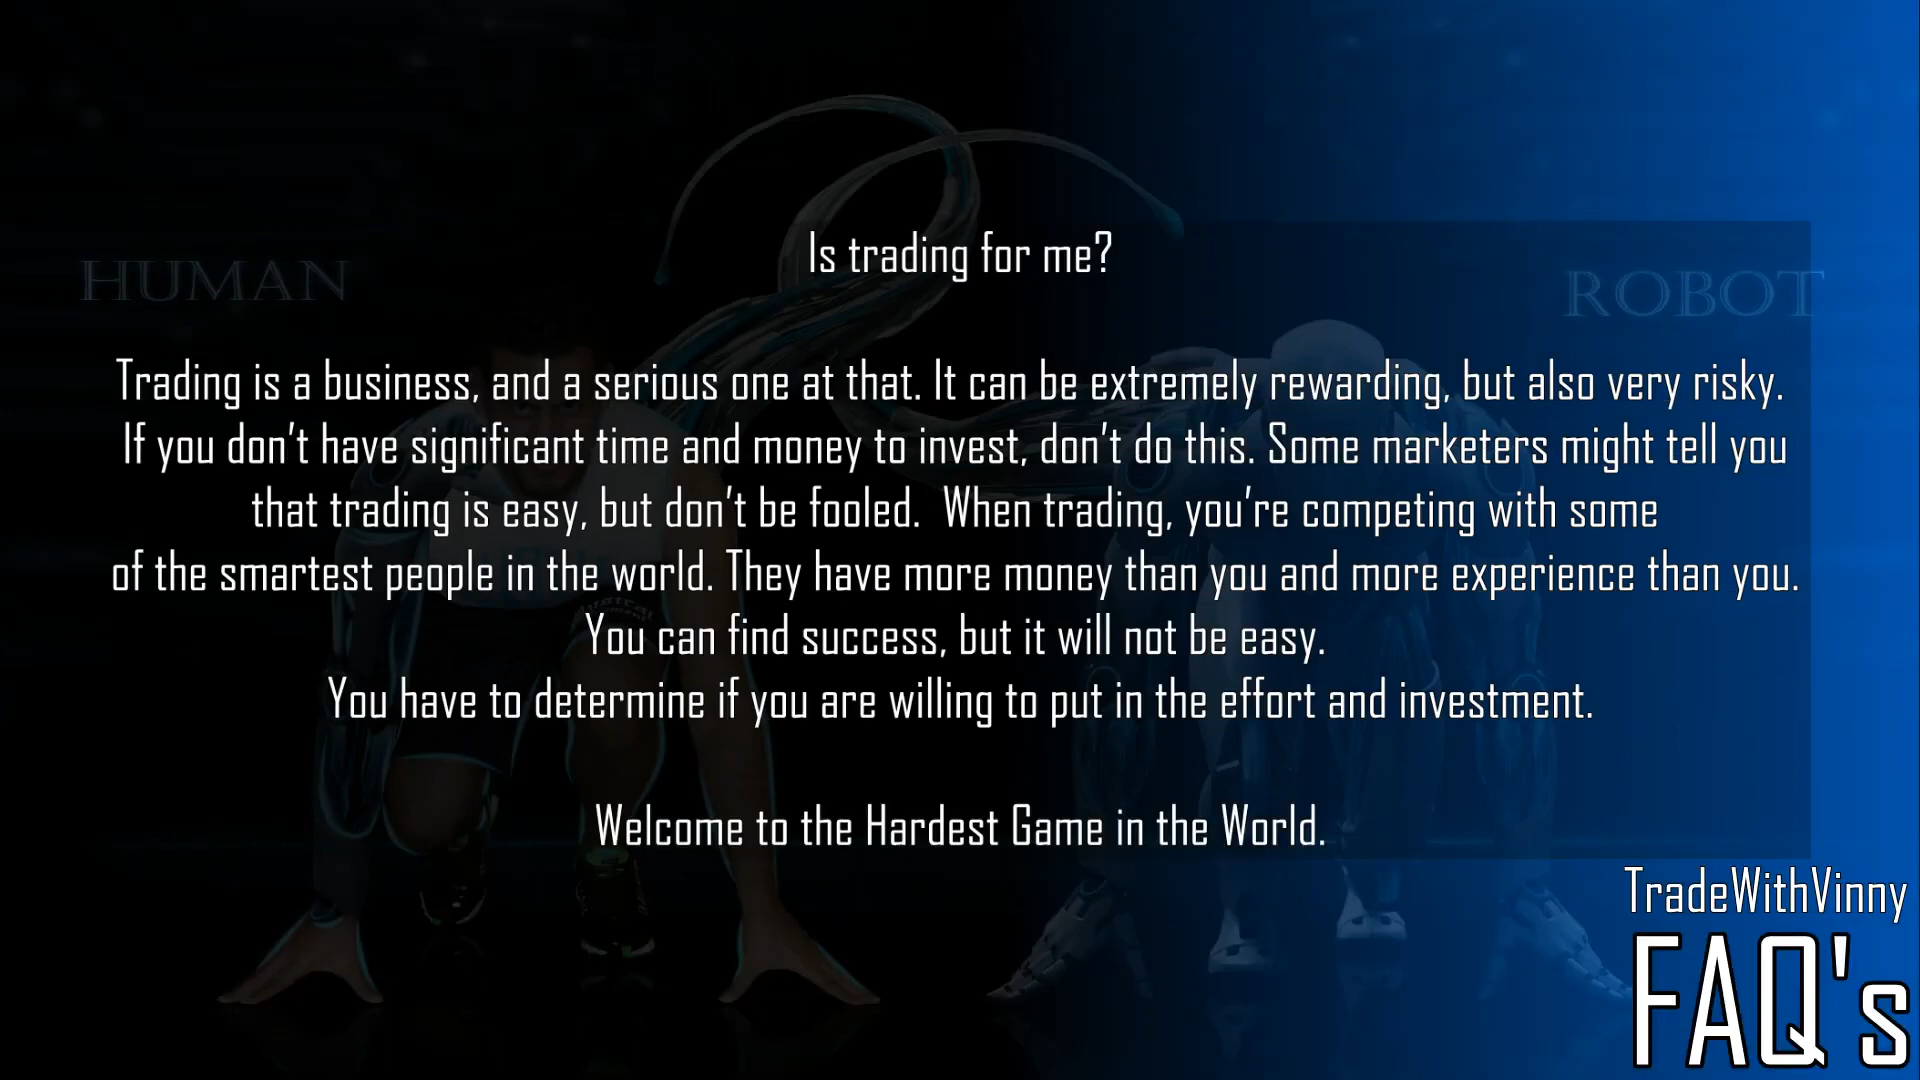 Is trading for me?
HUMAN
ROBOT
Trading is a business, and a serious one at that. It can be extremely rewarding, but also very risky.
If you don’t have significant time and money to invest, don’t do this. Some marketers might tell you
that trading is easy, but don’t be fooled.  When trading, you’re competing with some
of the smartest people in the world. They have more money than you and more experience than you.
You can find success, but it will not be easy.
You have to determine if you are willing to put in the effort and investment.
Welcome to the Hardest Game in the World.
TradeWithVinny
FAQ's